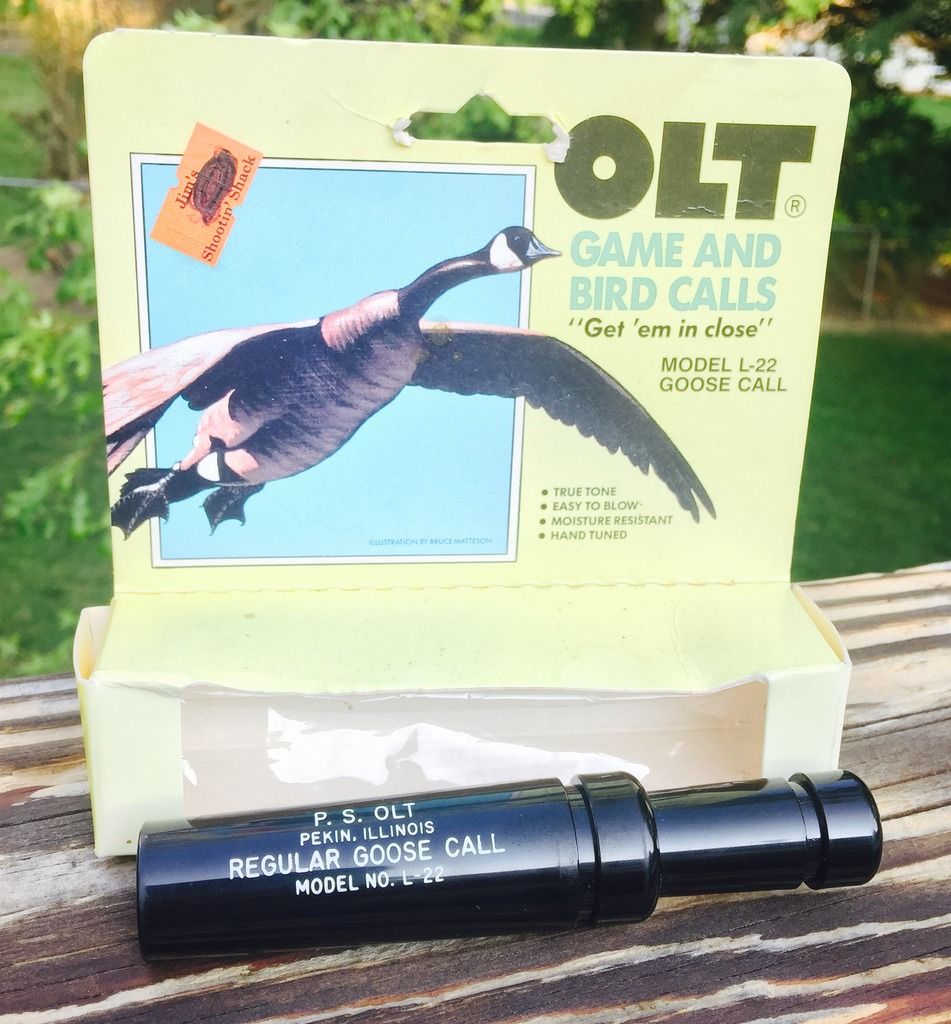 Jim's
Shootin' Shack
OLT®
GAME AND
BIRD CALLS
"Get 'em in close"
MODEL L-22
GOOSE CALL
• TRUE TONE
• EASY TO BLOW
• MOISTURE RESISTANT
• HAND TUNED
ILLUSTRATION BY BRUCE MATTESON
P. S. OLT
PEKIN, ILLINOIS
REGULAR GOOSE CALL
MODEL NO. L-22